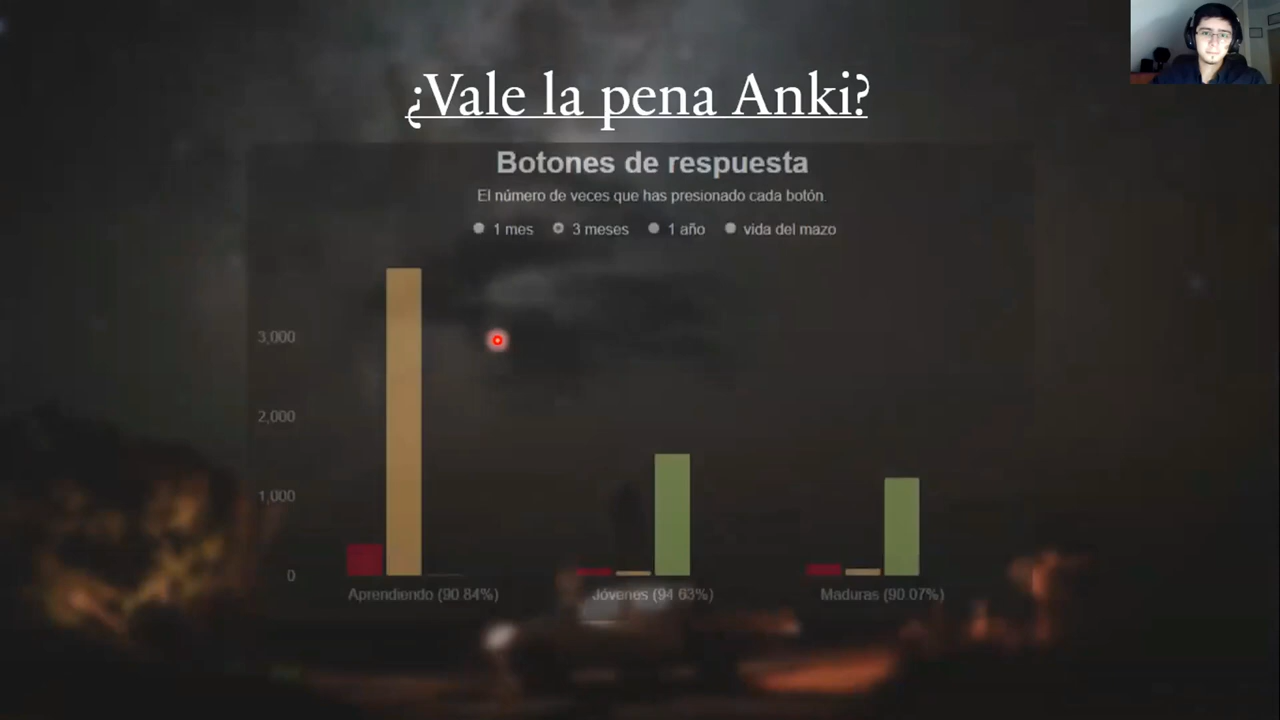 ¿Vale la pena Anki?
Botones de respuesta
El número de veces que has presionado cada botón.
1 mes 3 meses 1 año vida del mazo
3,000
2,000
1,000
0
Aprendiendo (90.84%) Jóvenes (94.63%) Maduras (90.07%)